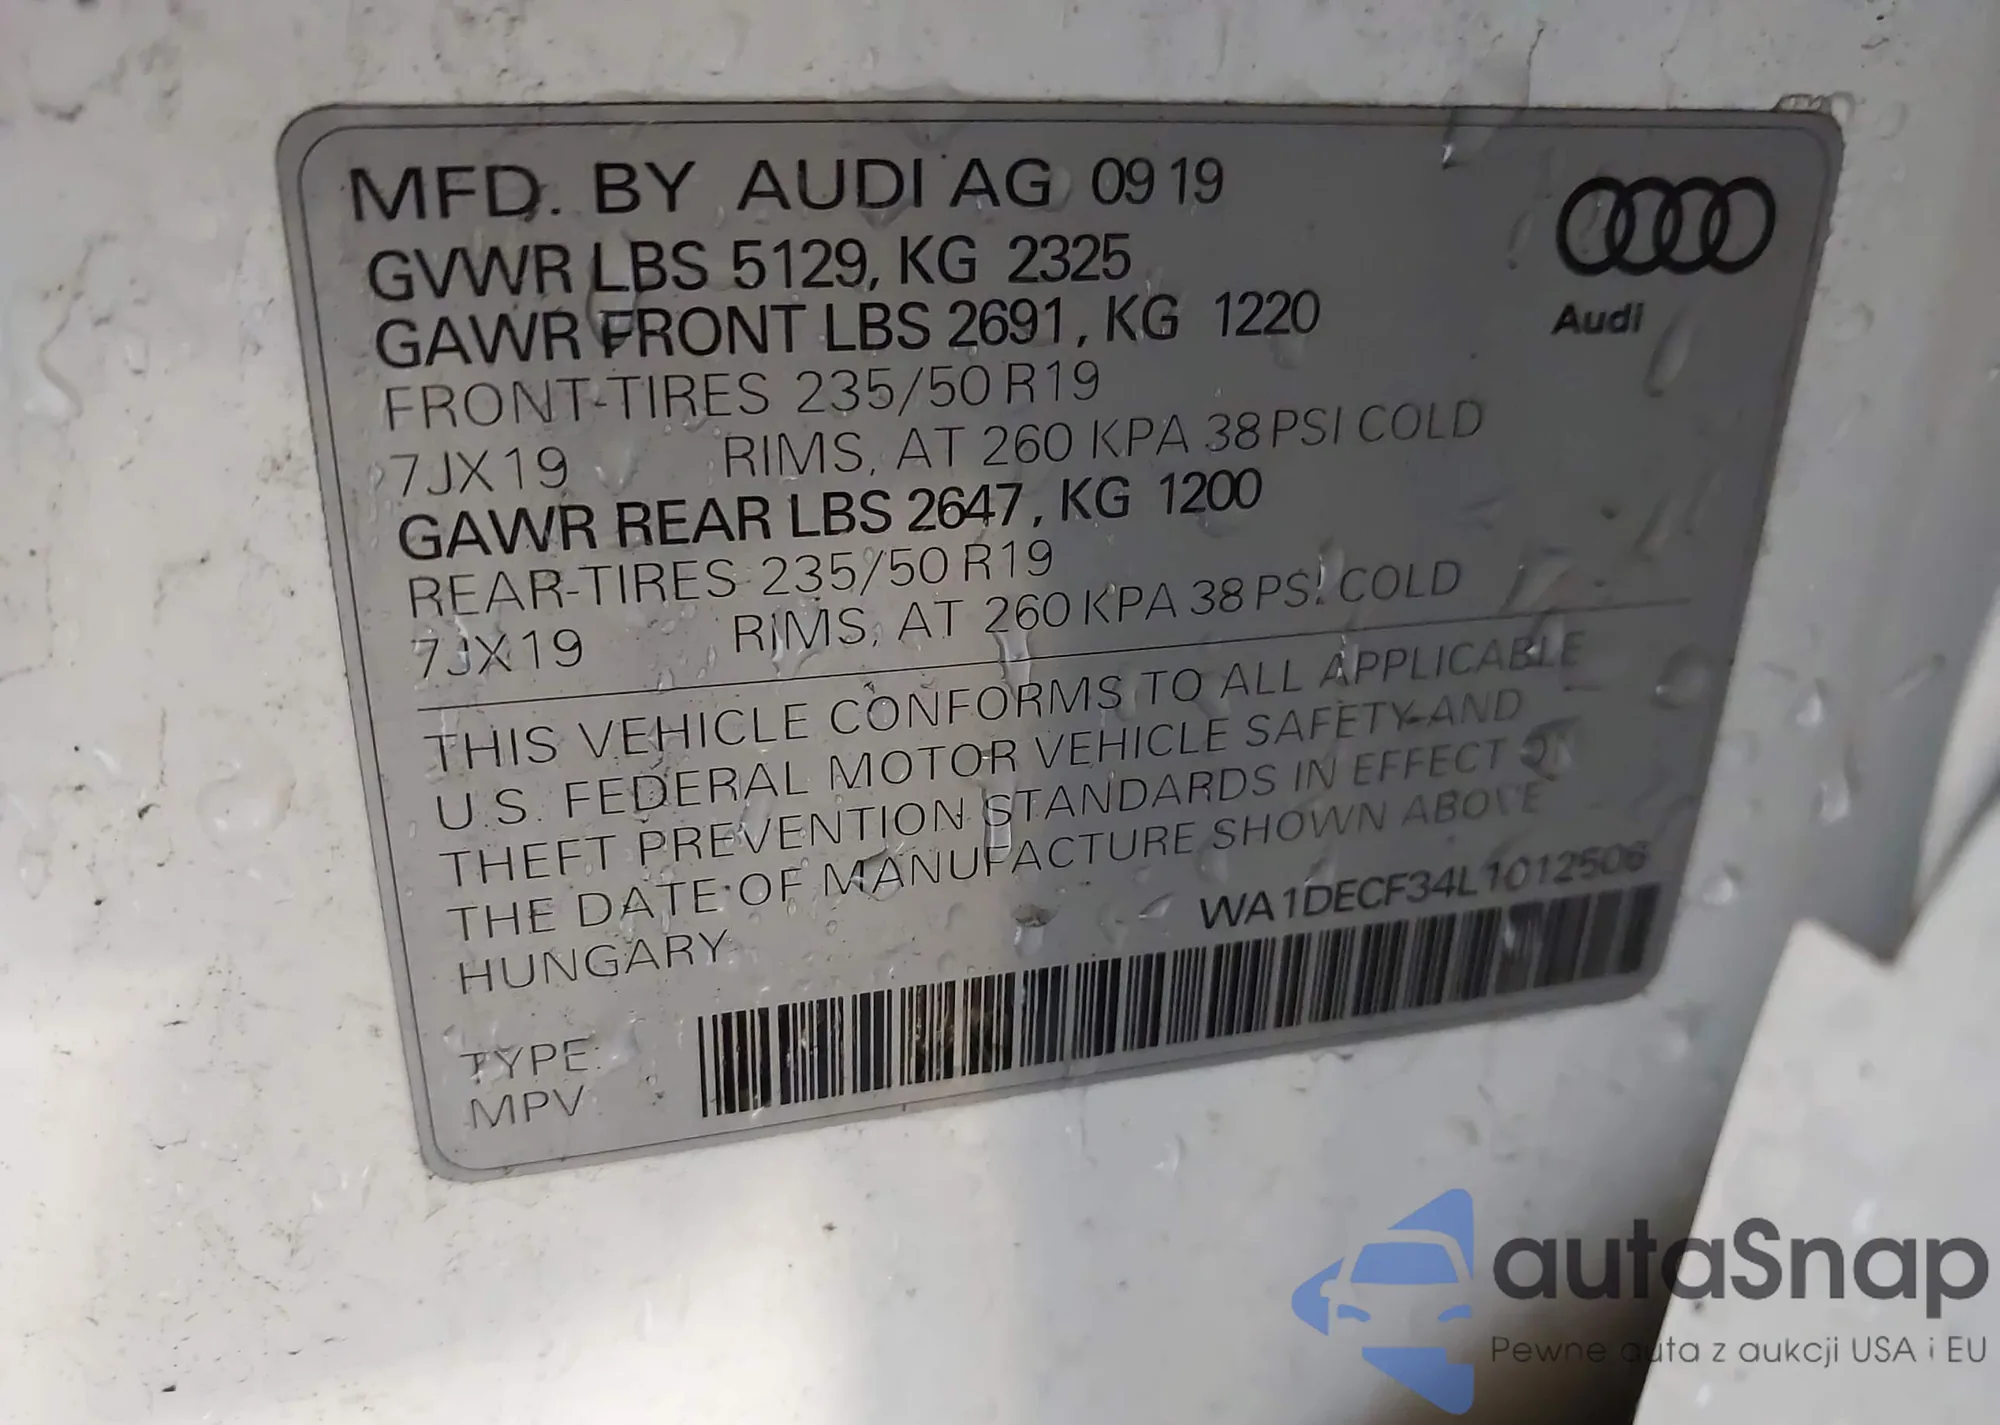 MFD. BY AUDI AG 09 19
GVWR LBS 5129, KG 2325
GAWR FRONT LBS 2691, KG 1220
FRONT-TIRES 235/50 R19
7JX19 RIMS, AT 260 KPA 38 PSI COLD
GAWR REAR LBS 2647, KG 1200
REAR-TIRES 235/50 R19
7JX19 RIMS, AT 260 KPA 38 PSI COLD
Audi
THIS VEHICLE CONFORMS TO ALL APPLICABLE
U.S. FEDERAL MOTOR VEHICLE SAFETY AND
THEFT PREVENTION STANDARDS IN EFFECT ON
THE DATE OF MANUFACTURE SHOWN ABOVE
HUNGARY
WA1DECF34L1012506
TYPE:
MPV
autaSnap
Pewne auta z aukcji USA i EU